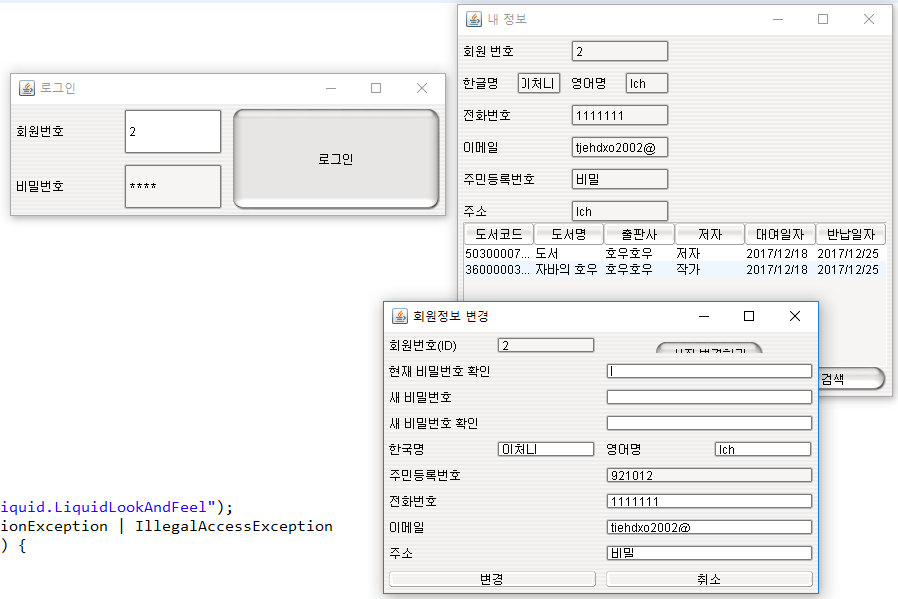 로그인
회원번호
2
로그인
비밀번호
****
내 정보
회원 번호
2
한글명
영어명
lch
전화번호
1111111
이메일
tjehdxo2002@
주민등록번호
비밀
주소
lch
도서코드 도서명 출판사 저자 대여일자 반납일자
50300007... 도서 호우호우 저자 2017/12/18 2017/12/25
36000003... 자바의 호우 호우호우 작가 2017/12/18 2017/12/25
검색
회원정보 변경
회원번호(ID) 2
현재 비밀번호 확인
새 비밀번호
새 비밀번호 확인
한국명 이처니 영어명 lch
주민등록번호 921012
전화번호 1111111
이메일 tiehdxo2002@
주소 비밀
변경 취소
iquid.LiquidLookAndFeel");
ionException | IllegalAccessException
) {